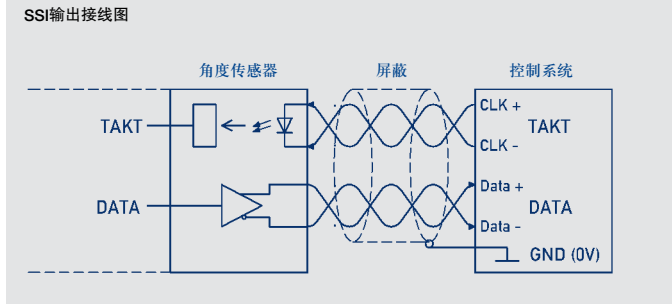 SSI输出接线图
角度传感器 屏蔽 控制系统
TAKT CLK + TAKT
CLK -
DATA Data + DATA
Data -
GND (0V)